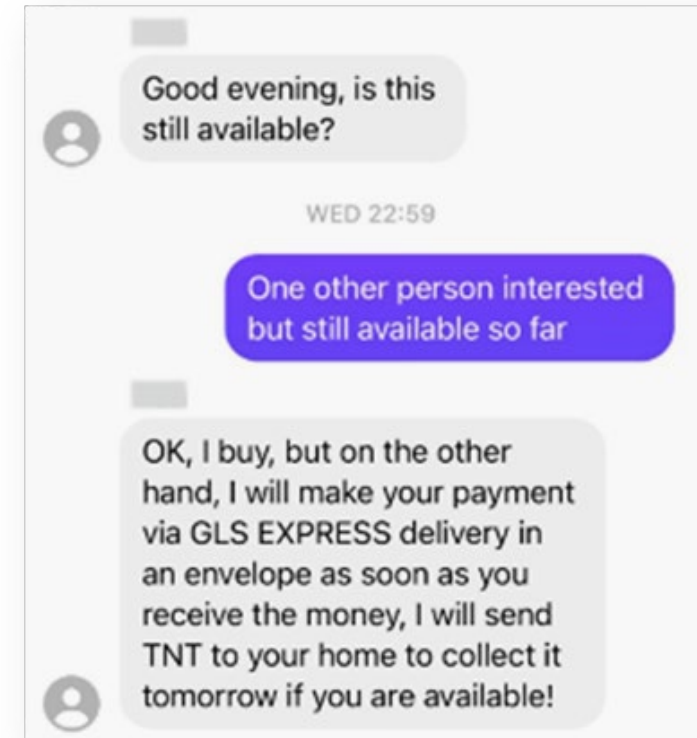 Good evening, is this
still available?
WED 22:59
One other person interested
but still available so far
OK, I buy, but on the other
hand, I will make your payment
via GLS EXPRESS delivery in
an envelope as soon as you
receive the money, I will send
TNT to your home to collect it
tomorrow if you are available!